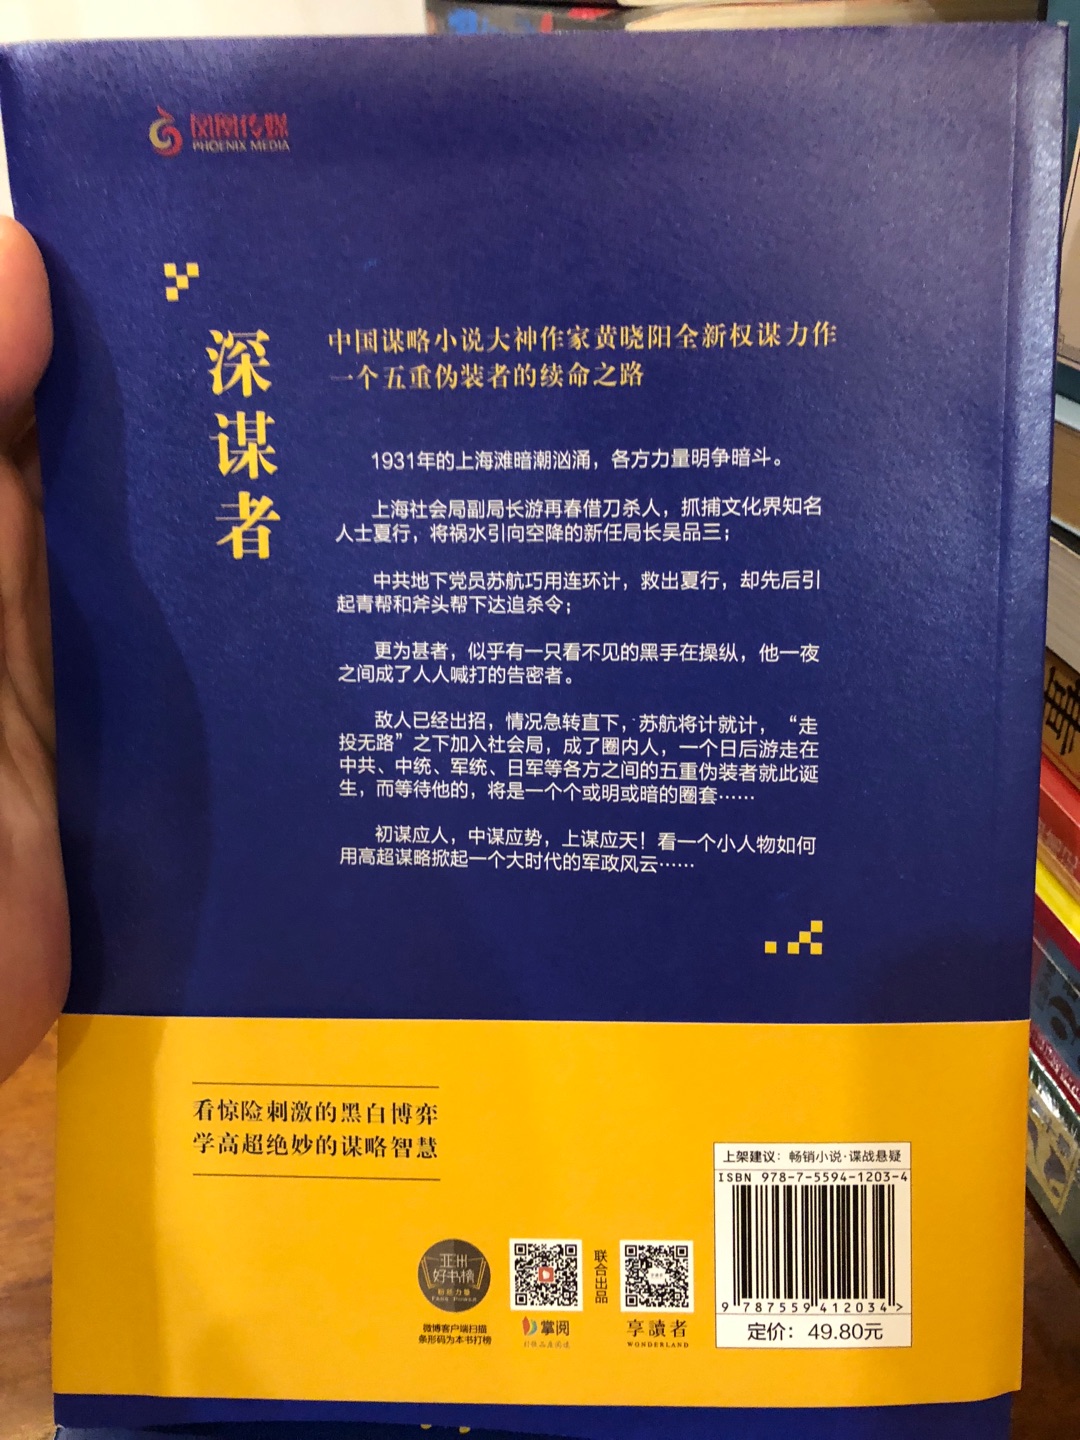 凤凰传媒
PHOENIX MEDIA
深谋者
中国谋略小说大神作家黄晓阳全新权谋力作
一个五重伪装者的续命之路
1931年的上海滩暗潮汹涌，各方力量明争暗斗。
上海社会局副局长游再春借刀杀人，抓捕文化界知名
人士夏行，将祸水引向空降的新任局长吴品三；
中共地下党员苏航巧用连环计，救出夏行，却先后引
起青帮和斧头帮下达追杀令；
更为甚者，似乎有一只看不见的黑手在操纵，他一夜
之间成了人人喊打的告密者。
敌人已经出招，情况急转直下，苏航将计就计，“走
投无路”之下加入社会局，成了圈内人，一个日后游走在
中共、中统、军统、日军等各方之间的五重伪装者就此诞
生，而等待他的，将是一个个或明或暗的圈套……
初谋应人，中谋应势，上谋应天！看一个小人物如何
用高超谋略掀起一个大时代的军政风云……
看惊险刺激的黑白博弈
学高超绝妙的谋略智慧
上架建议：畅销小说·谍战悬疑
ISBN 978-7-5594-1203-4
9 787559 412034 >
定价：49.80元
亚州
好书榜
粉丝力量
FANS POWER
微博客户端扫描
条形码为本书打榜
掌阅
引领品质阅读
联合出品
享讀者
WONDERLAND